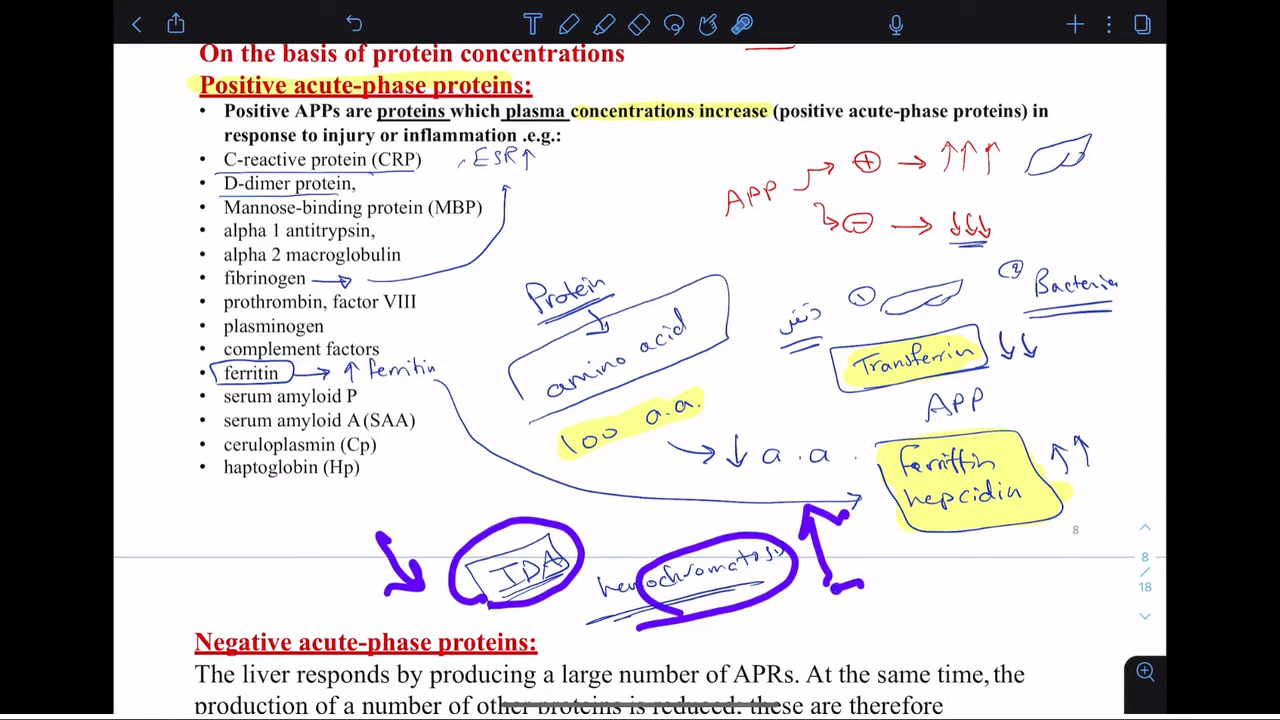 On the basis of protein concentrations
Positive acute-phase proteins:
• Positive APPs are proteins which plasma concentrations increase (positive acute-phase proteins) in
response to injury or inflammation .e.g.:
• C-reactive protein (CRP)
ESR↑
• D-dimer protein,
• Mannose-binding protein (MBP)
• alpha 1 antitrypsin,
• alpha 2 macroglobulin
• fibrinogen →
• prothrombin, factor VIII
• plasminogen
• complement factors
• ferritin → ↑ ferritin
• serum amyloid P
• serum amyloid A (SAA)
• ceruloplasmin (Cp)
• haptoglobin (Hp)
APP
⊕ → ↑↑↑
⊖ → ↓↓↓
Protein
amino acid
100 a.a.
→ ↓ a.a.
①
② Bacteria
Transferrin ↓↓
APP
ferittin ↑↑
hepcidin
IDA
8
8
/
18
Negative acute-phase proteins:
The liver responds by producing a large number of APRs. At the same time, the
production of a number of other proteins is reduced; these are therefore